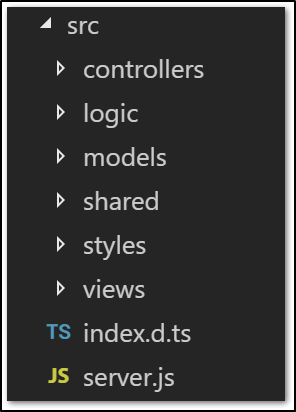 src
controllers
logic
models
shared
styles
views
TS index.d.ts
JS server.js